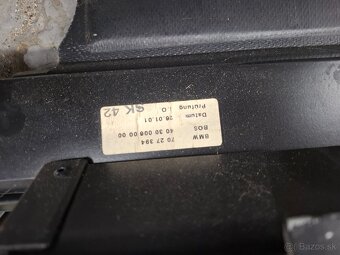 BMW 70 27 394
BOS 40 30 006 00 00
Datum 26.01.01
Prüfung i.O
SK 42
bazos.sk